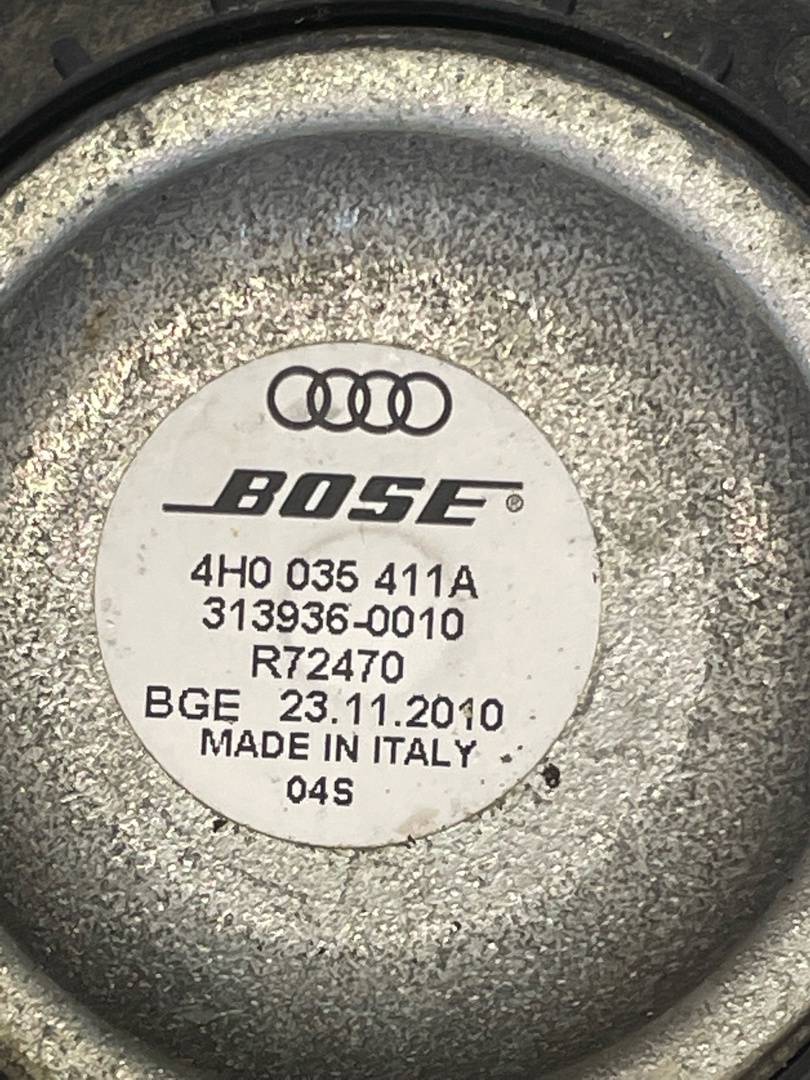 BOSE®
4H0 035 411A
313936-0010
R72470
BGE 23.11.2010
MADE IN ITALY
04S